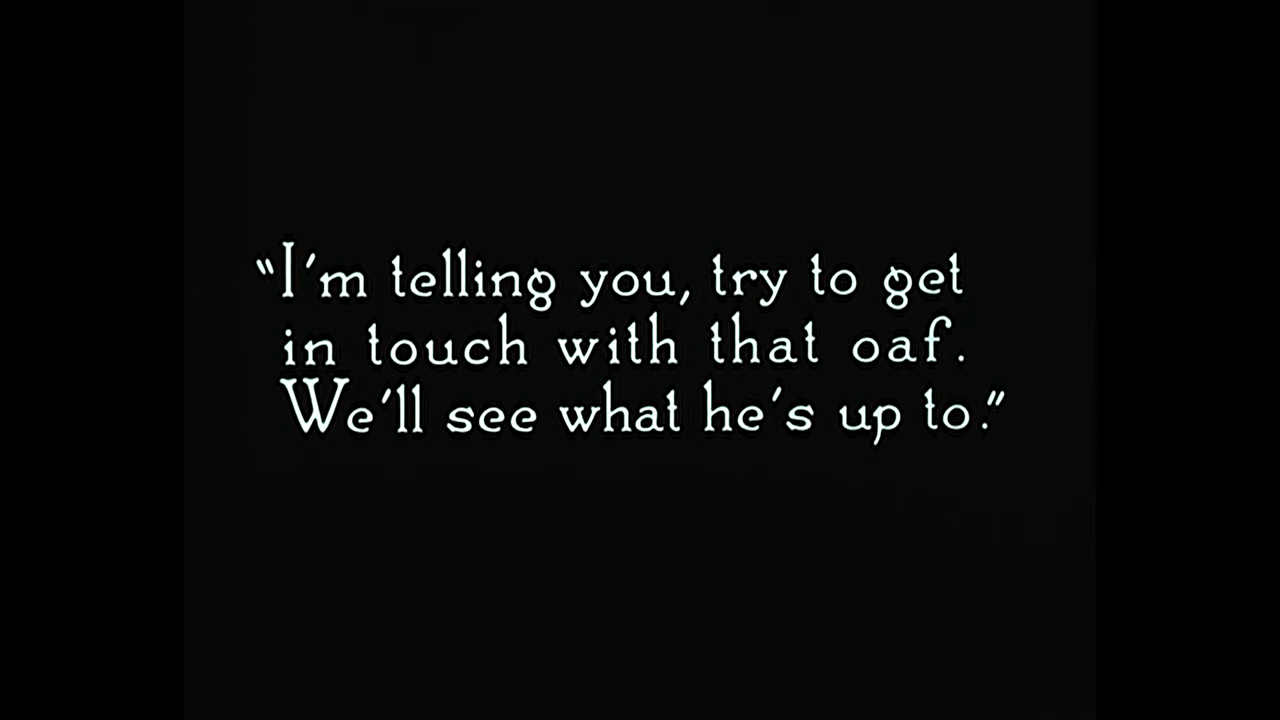 “I'm telling you, try to get
in touch with that oaf.
We'll see what he's up to.”